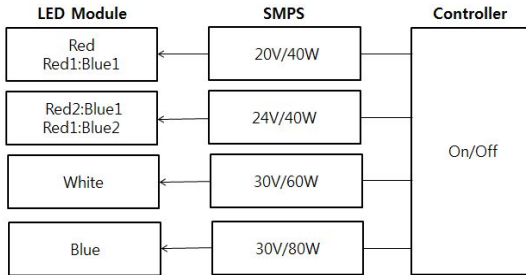 LED Module
SMPS
Controller
Red
Red1:Blue1
20V/40W
Red2:Blue1
Red1:Blue2
24V/40W
On/Off
White
30V/60W
Blue
30V/80W